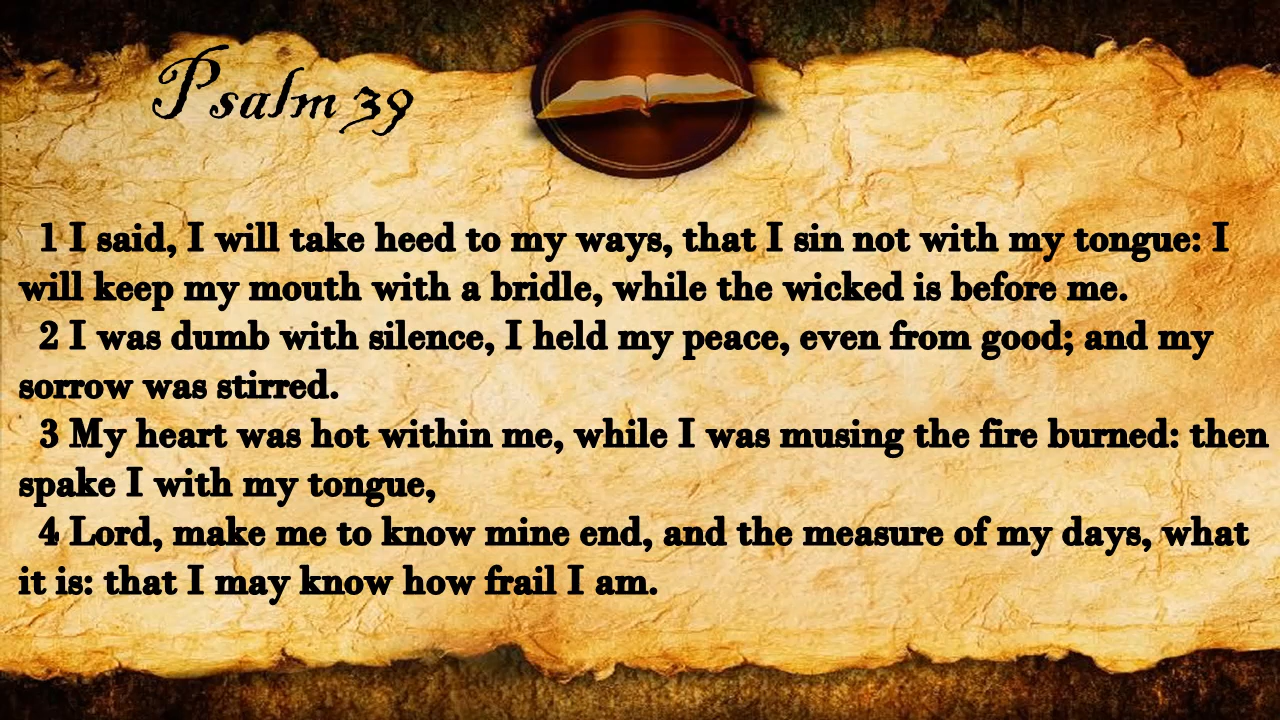 Psalm 39
1 I said, I will take heed to my ways, that I sin not with my tongue: I
will keep my mouth with a bridle, while the wicked is before me.
2 I was dumb with silence, I held my peace, even from good; and my
sorrow was stirred.
3 My heart was hot within me, while I was musing the fire burned: then
spake I with my tongue,
4 Lord, make me to know mine end, and the measure of my days, what
it is: that I may know how frail I am.